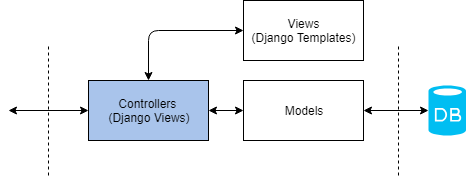 Views
(Django Templates)
Controllers
(Django Views)
Models
DB